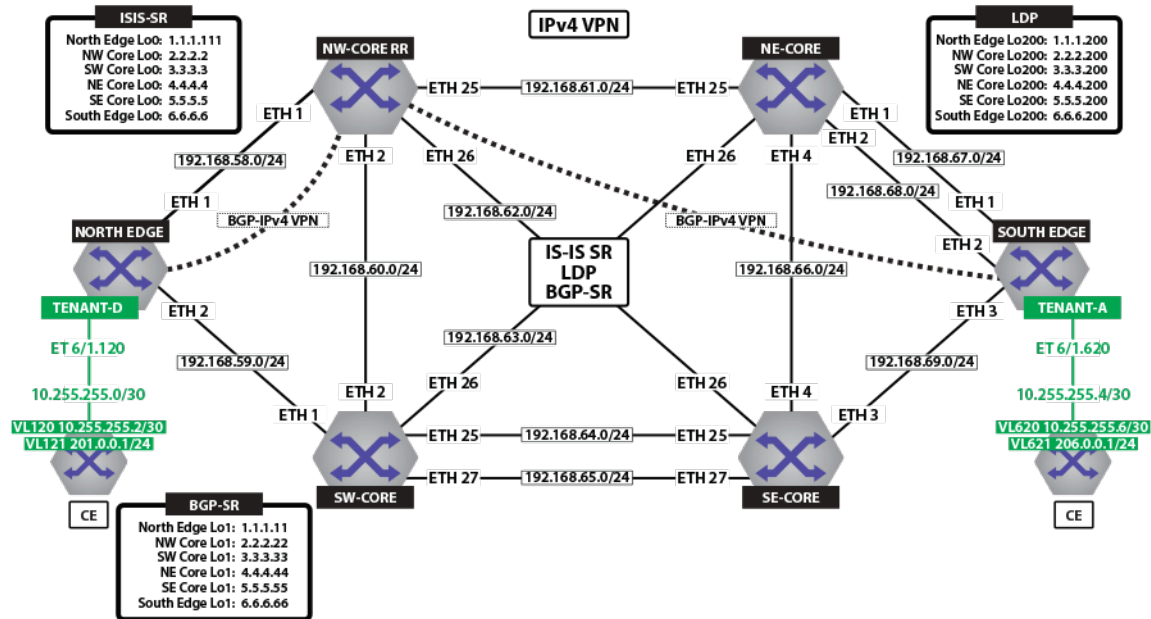 ISIS-SR
North Edge Lo0: 1.1.1.111
NW Core Lo0: 2.2.2.2
SW Core Lo0: 3.3.3.3
NE Core Lo0: 4.4.4.4
SE Core Lo0: 5.5.5.5
South Edge Lo0: 6.6.6.6
IPv4 VPN
LDP
North Edge Lo200: 1.1.1.200
NW Core Lo200: 2.2.2.200
SW Core Lo200: 3.3.3.200
NE Core Lo200: 4.4.4.200
SE Core Lo200: 5.5.5.200
South Edge Lo200: 6.6.6.200
NW-CORE RR
NE-CORE
ETH 25
192.168.61.0/24
ETH 25
ETH 1
ETH 2
ETH 26
ETH 26
ETH 4
ETH 2
ETH 1
192.168.58.0/24
192.168.67.0/24
192.168.68.0/24
ETH 1
192.168.62.0/24
ETH 1
BGP-IPv4 VPN
BGP-IPv4 VPN
NORTH EDGE
SOUTH EDGE
ETH 2
IS-IS SR
LDP
BGP-SR
192.168.60.0/24
192.168.66.0/24
TENANT-D
ETH 2
ETH 3
TENANT-A
192.168.63.0/24
ET 6/1.120
ET 6/1.620
192.168.59.0/24
192.168.69.0/24
10.255.255.0/30
10.255.255.4/30
ETH 2
ETH 26
ETH 26
ETH 4
VL120 10.255.255.2/30
VL121 201.0.0.1/24
ETH 1
ETH 3
VL620 10.255.255.6/30
VL621 206.0.0.1/24
ETH 25
192.168.64.0/24
ETH 25
ETH 27
192.168.65.0/24
ETH 27
SW-CORE
SE-CORE
CE
CE
BGP-SR
North Edge Lo1: 1.1.1.11
NW Core Lo1: 2.2.2.22
SW Core Lo1: 3.3.3.33
NE Core Lo1: 4.4.4.44
SE Core Lo1: 5.5.5.55
South Edge Lo1: 6.6.6.66